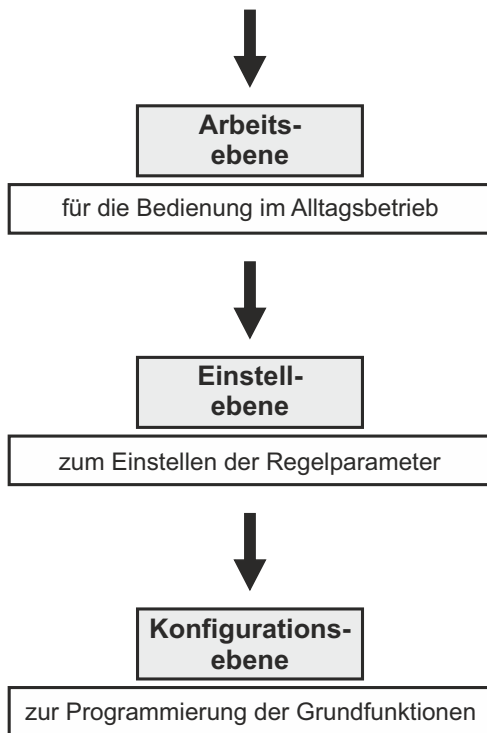 Arbeits-
ebene
für die Bedienung im Alltagsbetrieb
Einstell-
ebene
zum Einstellen der Regelparameter
Konfigurations-
ebene
zur Programmierung der Grundfunktionen